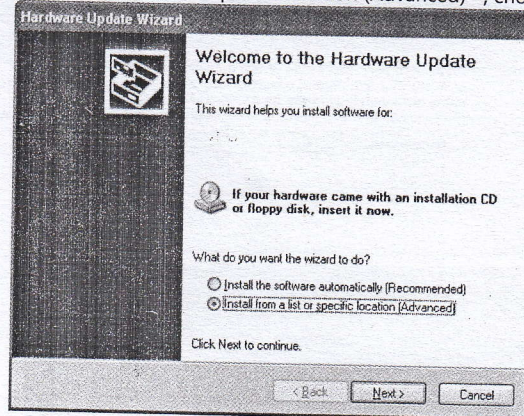 (Advanced)
Hardware Update Wizard
Welcome to the Hardware Update
Wizard
This wizard helps you install software for:
If your hardware came with an installation CD
or floppy disk, insert it now.
What do you want the wizard to do?
Install the software automatically (Recommended)
Install from a list or specific location (Advanced)
Click Next to continue.
< Back Next > Cancel